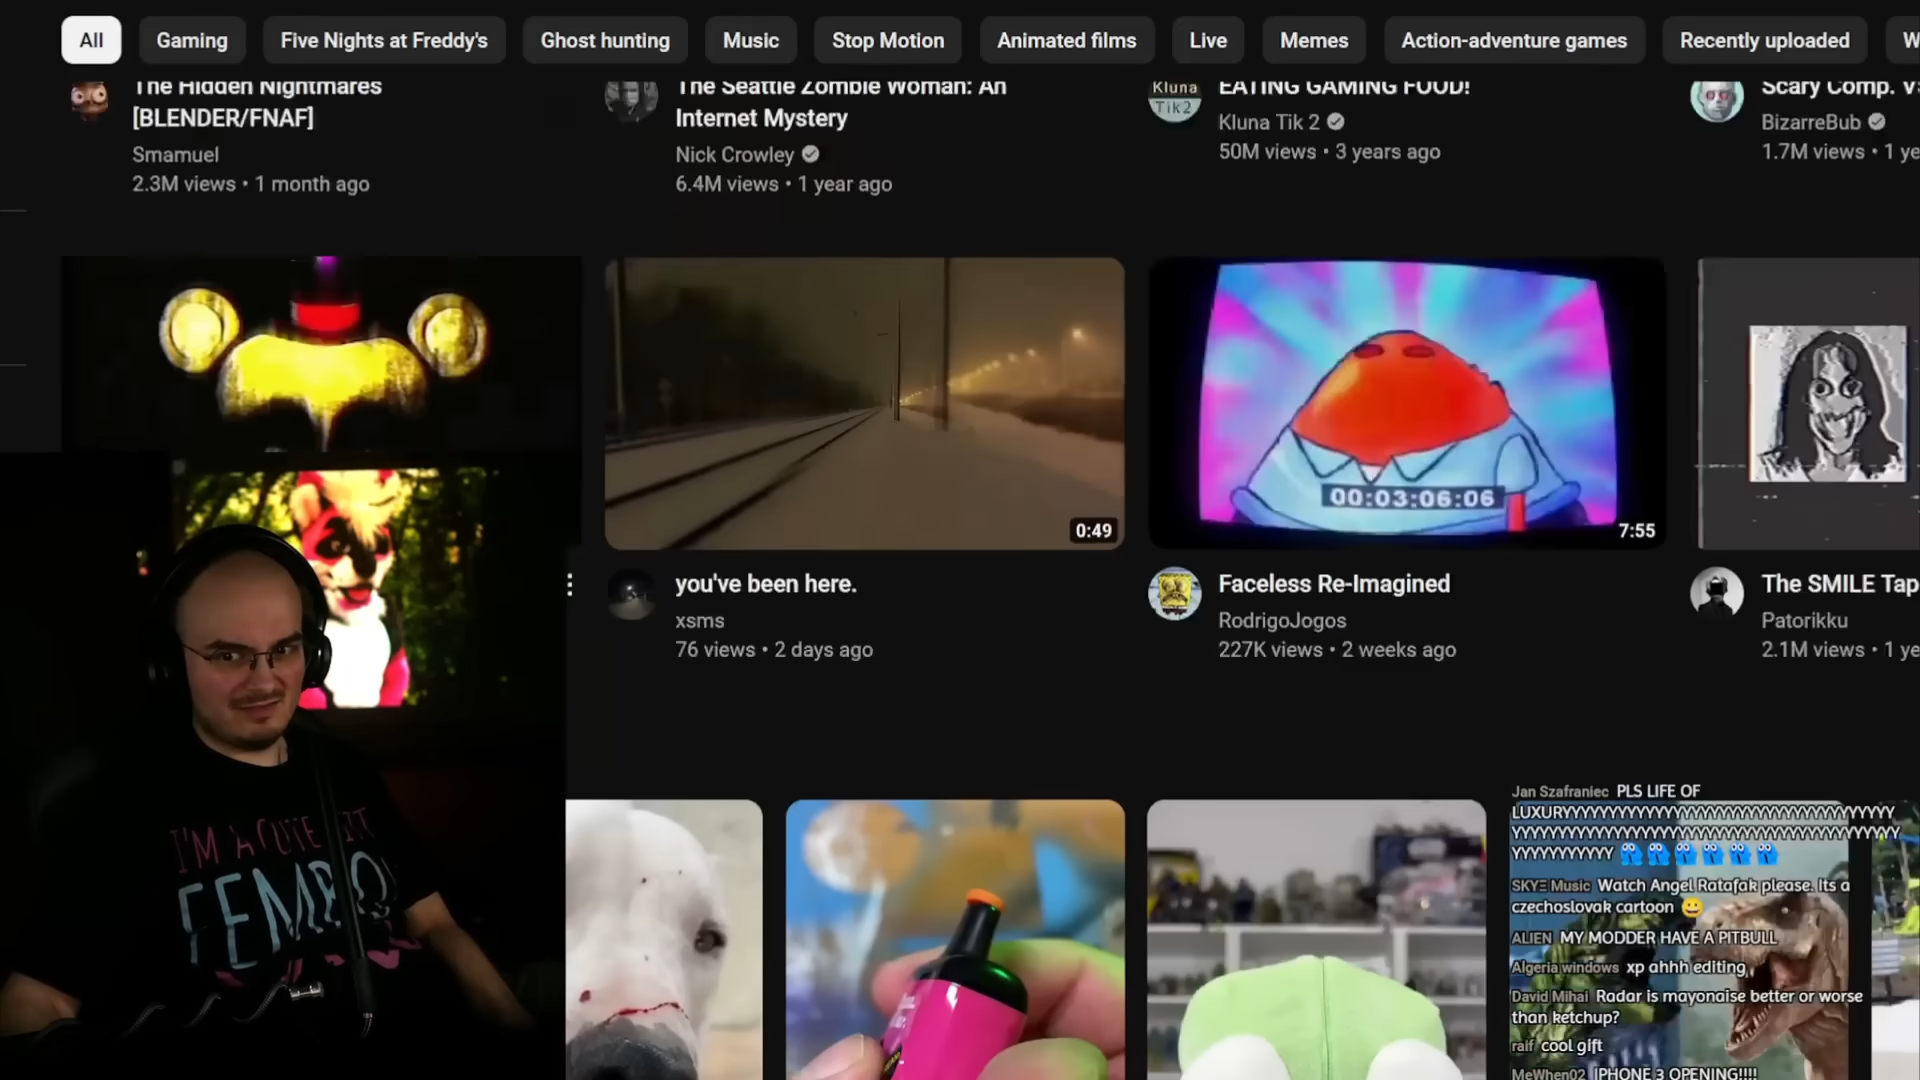 All
Gaming
Five Nights at Freddy's
Ghost hunting
Music
Stop Motion
Animated films
Live
Memes
Action-adventure games
Recently uploaded
W
The Hidden Nightmares
[BLENDER/FNAF]
Smamuel
2.3M views • 1 month ago
The Seattle Zombie Woman: An
Internet Mystery
Nick Crowley
6.4M views • 1 year ago
Kluna
Tik2
EATING GAMING FOOD!
Kluna Tik 2
50M views • 3 years ago
Scary Comp. V
BizarreBub
1.7M views • 1 ye
0:49
you've been here.
xsms
76 views • 2 days ago
00:03:06:06
7:55
Faceless Re-Imagined
RodrigoJogos
227K views • 2 weeks ago
The SMILE Tap
Patorikku
2.1M views • 1 ye
I'M A CUTE
FEMBO
Jan Szafraniec PLS LIFE OF
LUXURYYYYYYYYYYYYYYYYYYYYYYYYYYYYYYYYY
YYYYYYYYYYYYYYYYYYYYYYYYYYYYYYYYYYYYYY
YYYYYYYYYY
SKYΞ Music Watch Angel Ratafak please. Its a
czechoslovak cartoon 😀
ALIEN MY MODDER HAVE A PITBULL
Algeria windows xp ahhh editing
David Mihai Radar is mayonaise better or worse
than ketchup?
ralf cool gift
MeWhen02 IPHONE 3 OPENING!!!!